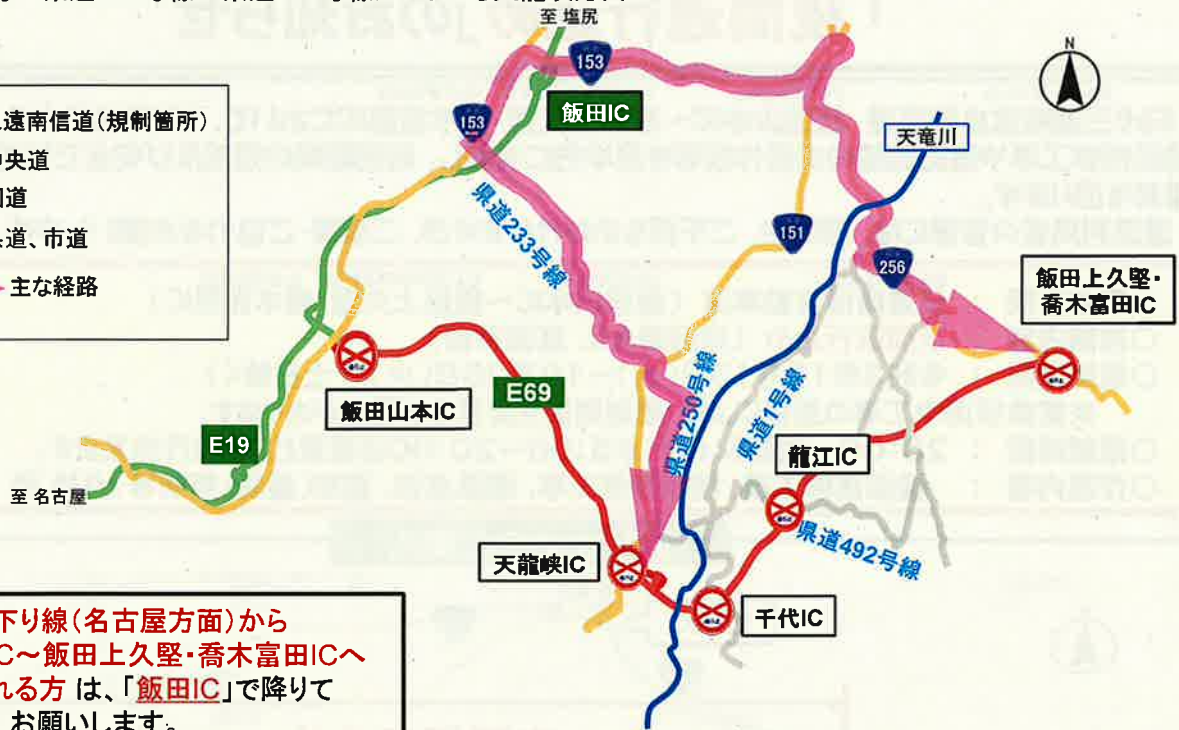 至 塩尻
N
153
飯田IC
遠南信道(規制箇所)
153
天竜川
央道
国道
県道233号線
道、市道
151
主な経路
256
飯田上久堅・
喬木富田IC
飯田山本IC
E69
県道250号線
県道1号線
E19
龍江IC
至 名古屋
県道492号線
天龍峡IC
千代IC
下り線(名古屋方面)から
C～飯田上久堅・喬木富田ICへ
れる方 は、「飯田IC」で降りて
お願いします。